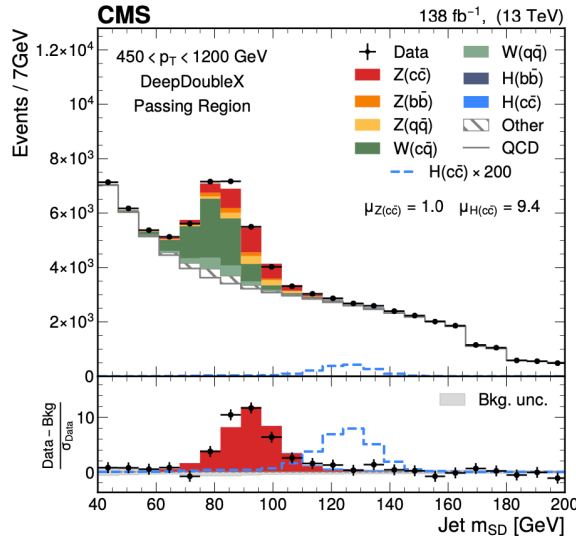 CMS 138 fb⁻¹, (13 TeV)
Events / 7GeV
1.2×10⁴
10⁴
8×10³
6×10³
4×10³
2×10³
0
450 < p_T < 1200 GeV
DeepDoubleX
Passing Region
Data
Z(cc̄)
Z(bb̄)
Z(qq̄)
W(cq̄)
W(qq̄)
H(bb̄)
H(cc̄)
Other
QCD
H(cc̄) × 200
μ_Z(cc̄) = 1.0 μ_H(cc̄) = 9.4
Data − Bkg
σ_Data
10
0
Bkg. unc.
40 60 80 100 120 140 160 180 200
Jet m_SD [GeV]